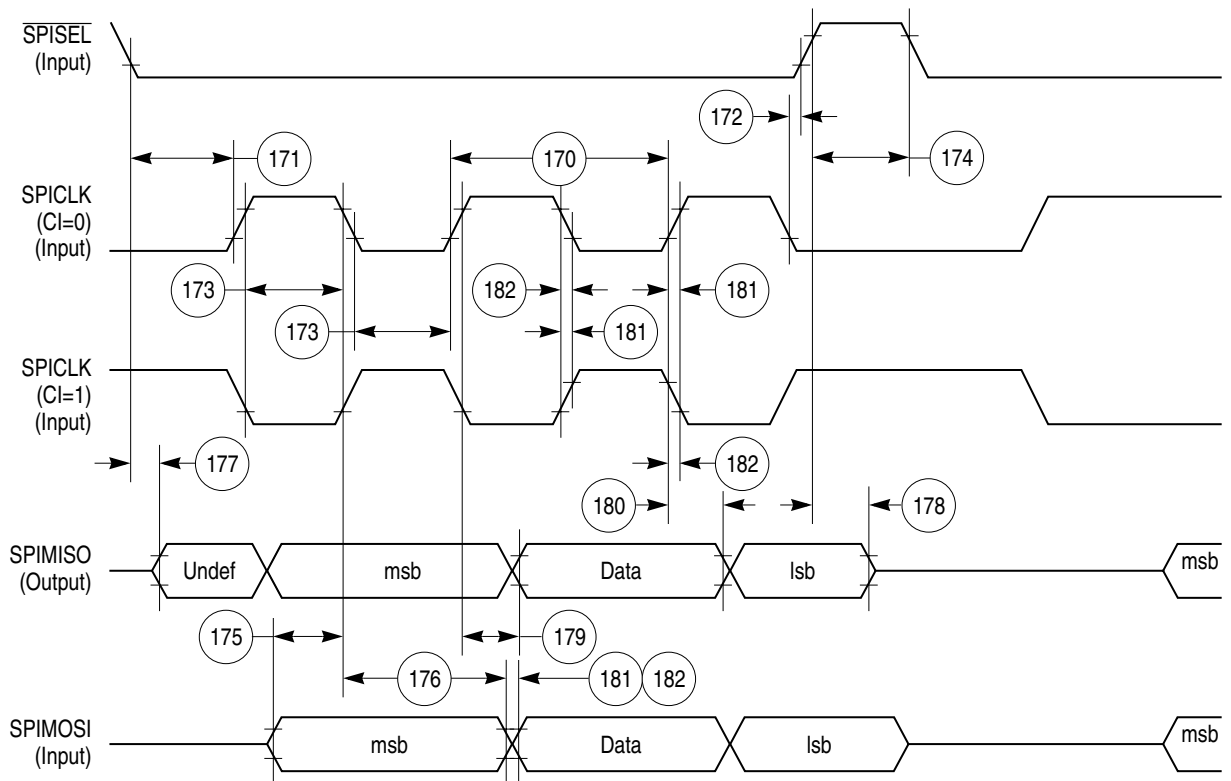 SPISEL
(Input)
172
171
170
174
SPICLK
(CI=0)
(Input)
173
182
181
173
181
SPICLK
(CI=1)
(Input)
177
182
180
178
SPIMISO
(Output)
Undef
msb
Data
lsb
msb
175
179
176
181
182
SPIMOSI
(Input)
msb
Data
lsb
msb